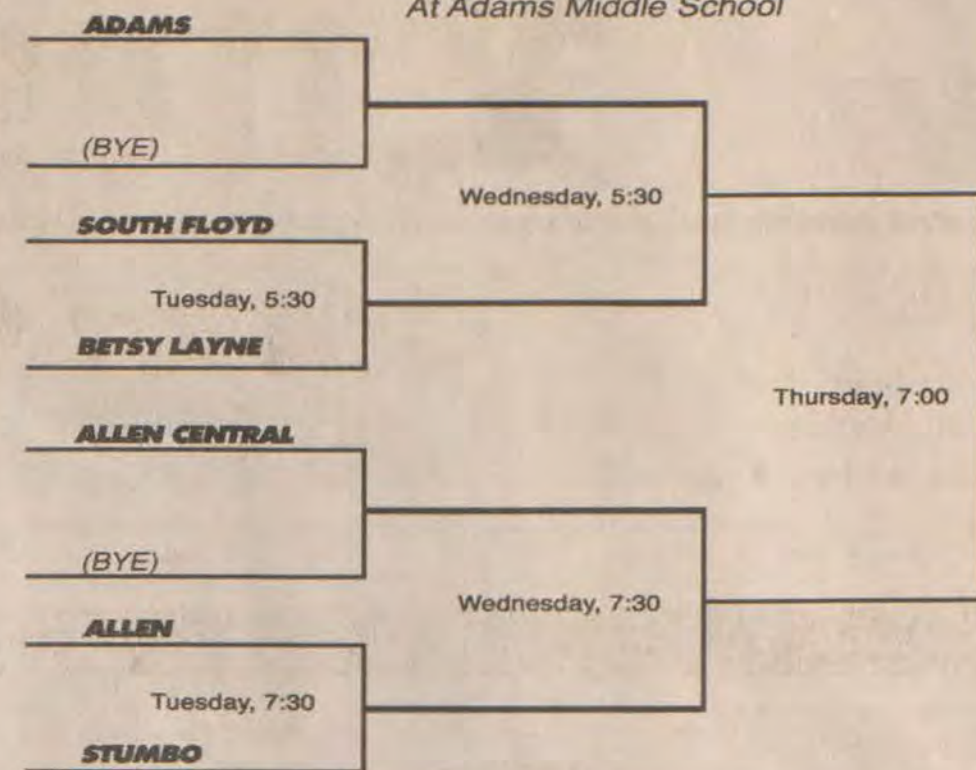 At Adams Middle School
ADAMS
(BYE)
Wednesday, 5:30
SOUTH FLOYD
Tuesday, 5:30
BETSY LAYNE
Thursday, 7:00
ALLEN CENTRAL
(BYE)
Wednesday, 7:30
ALLEN
Tuesday, 7:30
STUMBO